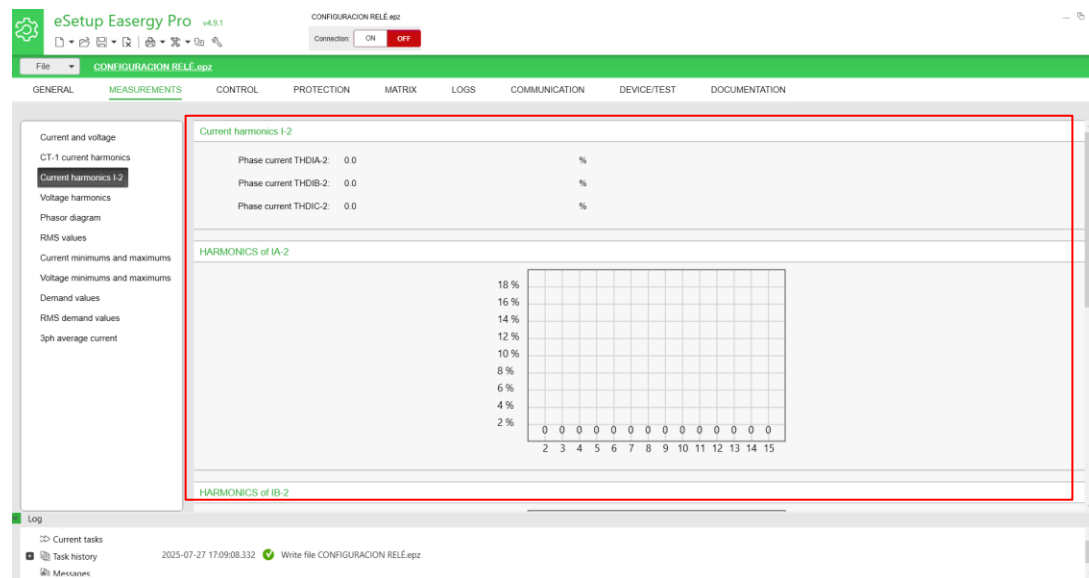 eSetup Easergy Pro v4.9.1
CONFIGURACION RELÉ.epz
Connection: ON OFF
File CONFIGURACION RELÉ.epz
GENERAL MEASUREMENTS CONTROL PROTECTION MATRIX LOGS COMMUNICATION DEVICE/TEST DOCUMENTATION
Current and voltage
CT-1 current harmonics
Current harmonics I-2
Voltage harmonics
Phasor diagram
RMS values
Current minimums and maximums
Voltage minimums and maximums
Demand values
RMS demand values
3ph average current
Current harmonics I-2
Phase current THDIA-2: 0.0 %
Phase current THDIB-2: 0.0 %
Phase current THDIC-2: 0.0 %
HARMONICS of IA-2
18 %
16 %
14 %
12 %
10 %
8 %
6 %
4 %
2 %
0 0 0 0 0 0 0 0 0 0 0 0 0 0
2 3 4 5 6 7 8 9 10 11 12 13 14 15
HARMONICS of IB-2
Log
Current tasks
Task history
Messages
2025-07-27 17:09:08.332 Write file CONFIGURACION RELÉ.epz